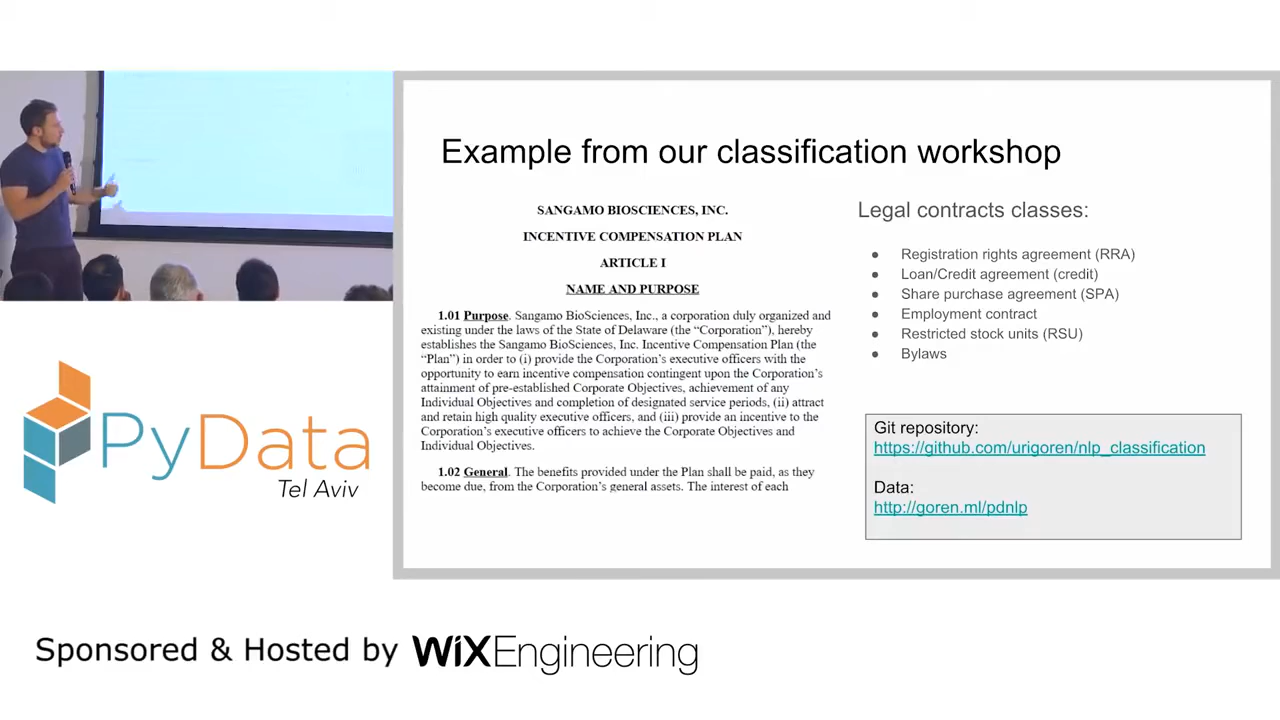 Example from our classification workshop
SANGAMO BIOSCIENCES, INC.
INCENTIVE COMPENSATION PLAN
ARTICLE I
NAME AND PURPOSE
1.01 Purpose. Sangamo BioSciences, Inc., a corporation duly organized and
existing under the laws of the State of Delaware (the “Corporation”), hereby
establishes the Sangamo BioSciences, Inc. Incentive Compensation Plan (the
“Plan”) in order to (i) provide the Corporation’s executive officers with the
opportunity to earn incentive compensation contingent upon the Corporation’s
attainment of pre-established Corporate Objectives, achievement of any
Individual Objectives and completion of designated service periods, (ii) attract
and retain high quality executive officers, and (iii) provide an incentive to the
Corporation’s executive officers to achieve the Corporate Objectives and
Individual Objectives.
1.02 General. The benefits provided under the Plan shall be paid, as they
become due, from the Corporation’s general assets. The interest of each
Legal contracts classes:
● Registration rights agreement (RRA)
● Loan/Credit agreement (credit)
● Share purchase agreement (SPA)
● Employment contract
● Restricted stock units (RSU)
● Bylaws
Git repository:
https://github.com/urigoren/nlp_classification
Data:
http://goren.ml/pdnlp
PyData
Tel Aviv
Sponsored & Hosted by WiXEngineering